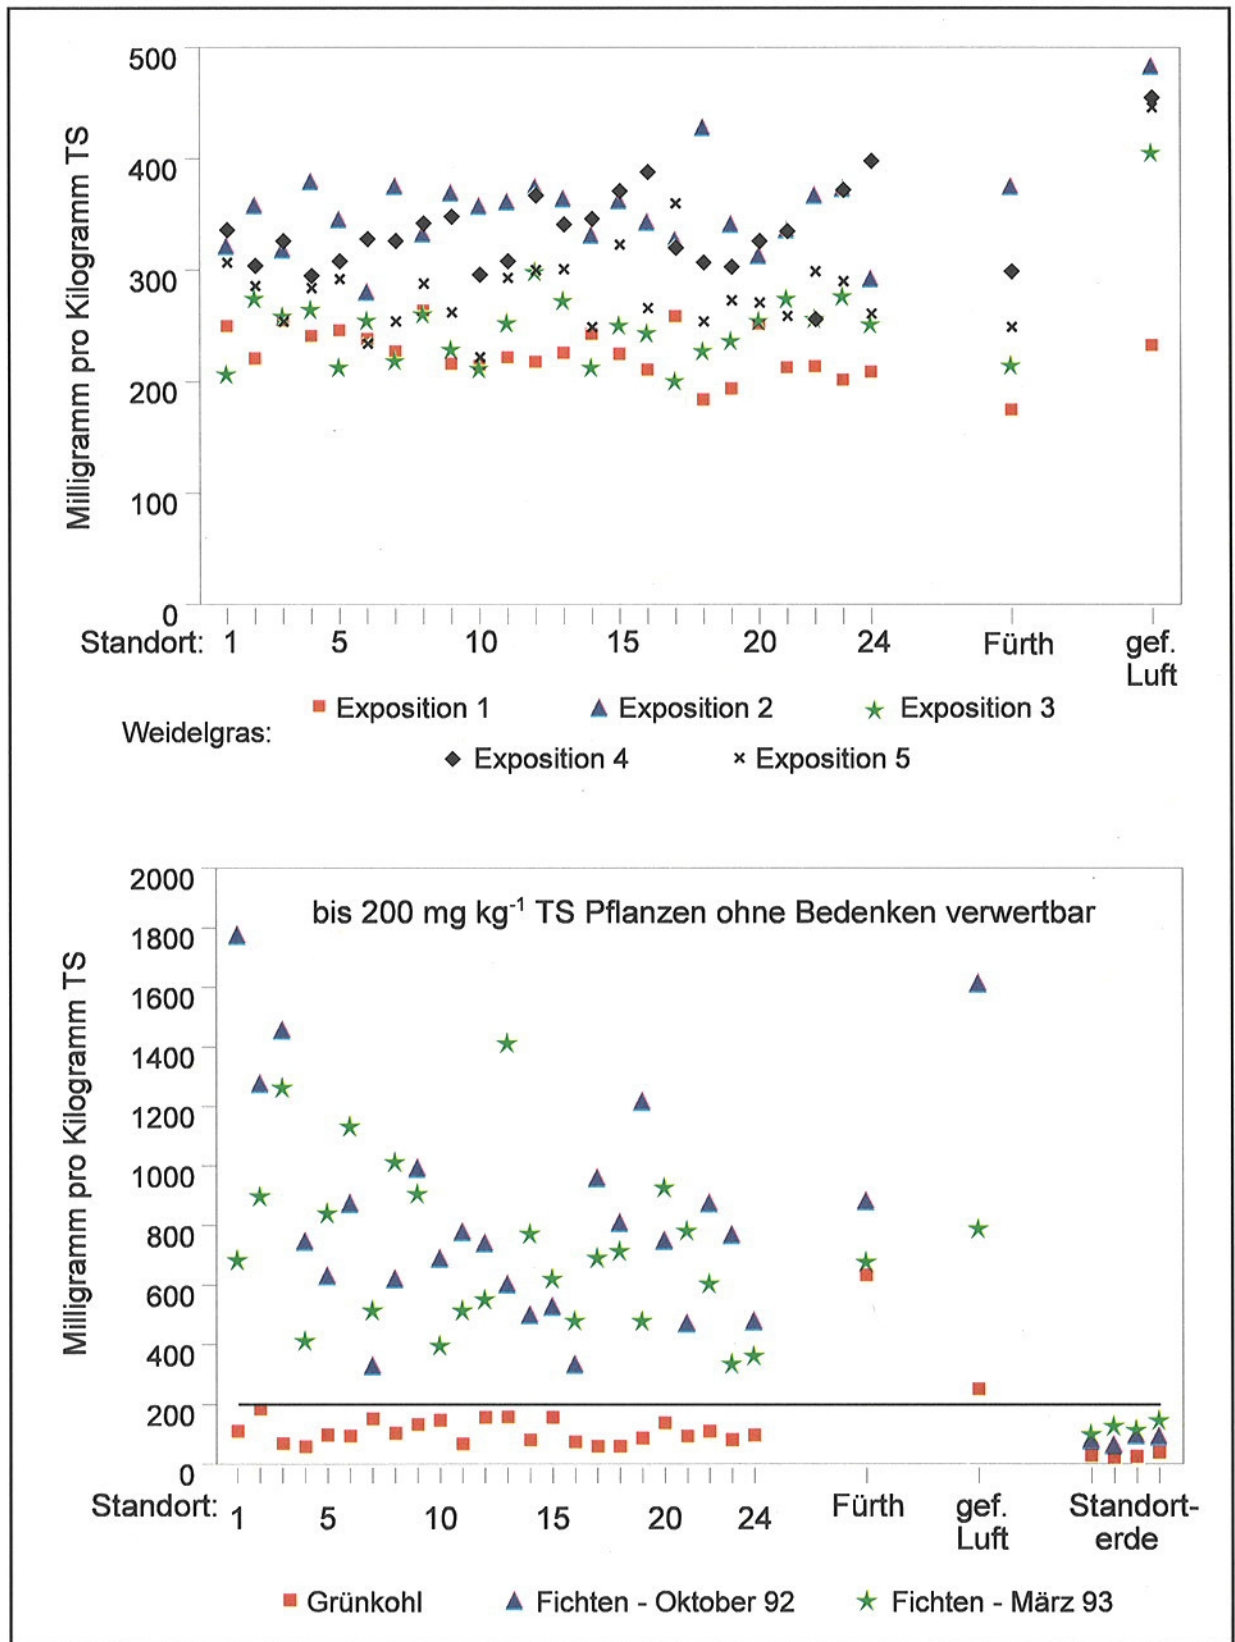 Milligramm pro Kilogramm TS
500
400
300
200
100
0
Standort: 1 5 10 15 20 24 Fürth gef.
Luft
Exposition 1 Exposition 2 Exposition 3
Weidelgras:
Exposition 4 Exposition 5
Milligramm pro Kilogramm TS
2000
bis 200 mg kg⁻¹ TS Pflanzen ohne Bedenken verwertbar
1800
1600
1400
1200
1000
800
600
400
200
0
Standort: 1 5 10 15 20 24 Fürth gef. Standort-
Luft erde
Grünkohl Fichten - Oktober 92 Fichten - März 93